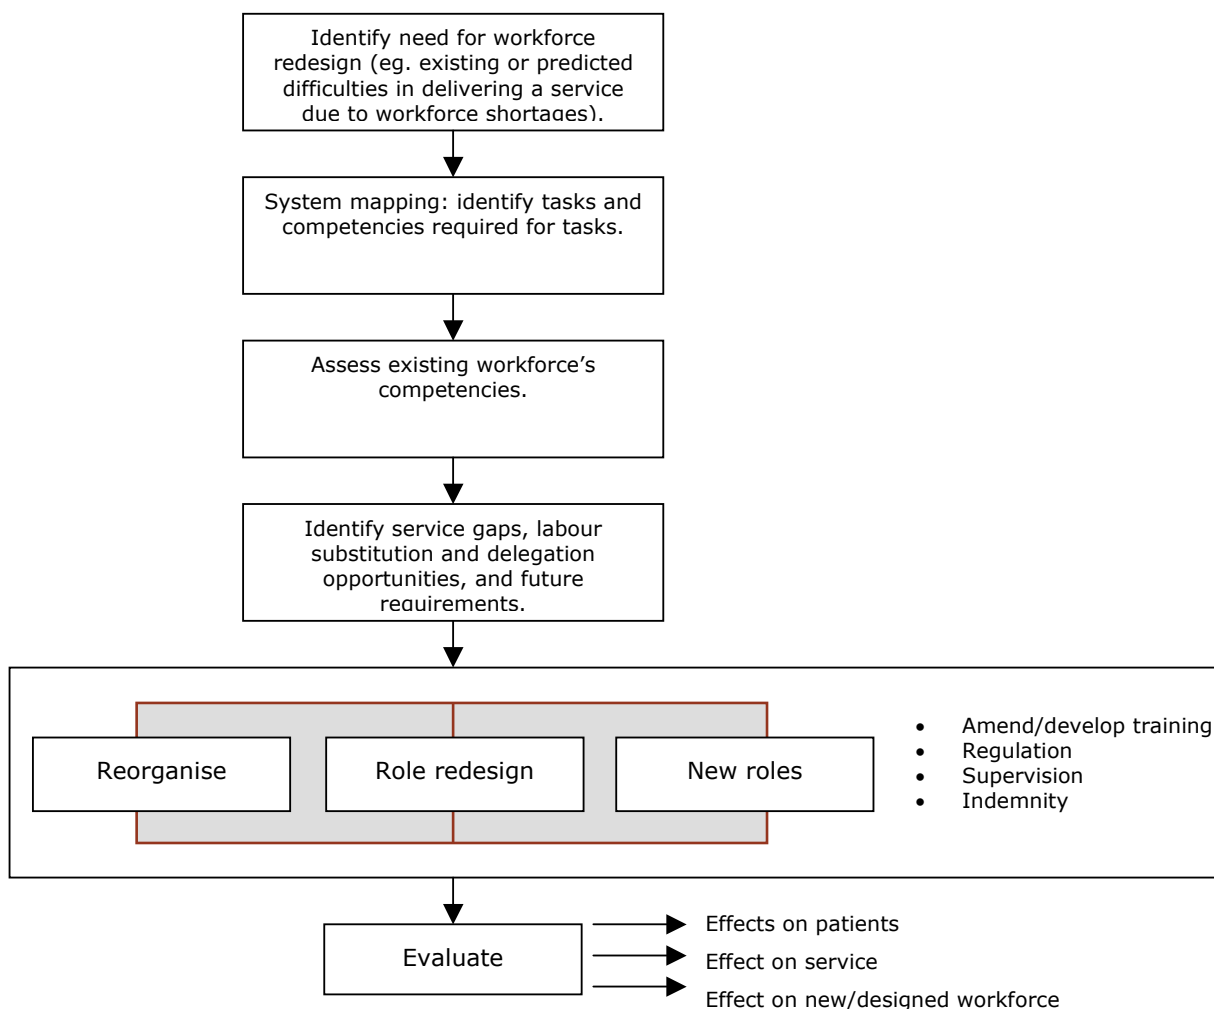 Identify need for workforce
redesign (eg. existing or predicted
difficulties in delivering a service
due to workforce shortages).
System mapping: identify tasks and
competencies required for tasks.
Assess existing workforce’s
competencies.
Identify service gaps, labour
substitution and delegation
opportunities, and future
requirements.
Reorganise
Role redesign
New roles
• Amend/develop training
• Regulation
• Supervision
• Indemnity
Evaluate
Effects on patients
Effect on service
Effect on new/designed workforce